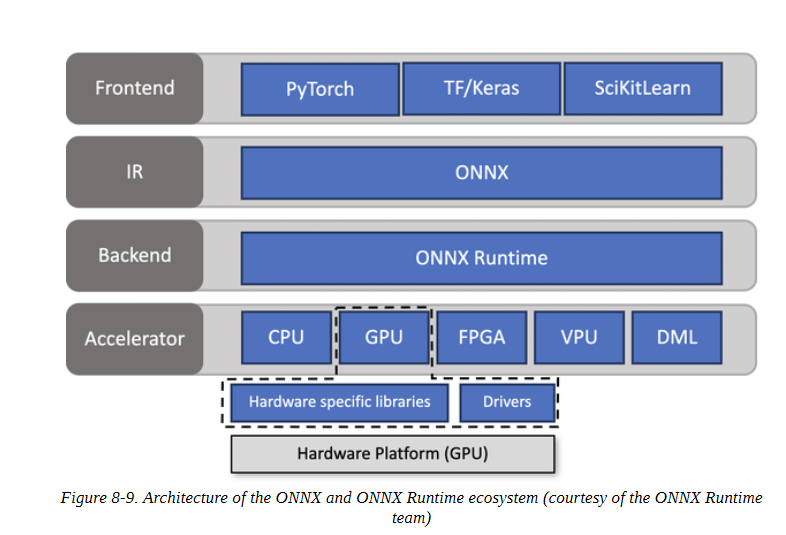 Frontend PyTorch TF/Keras SciKitLearn
IR ONNX
Backend ONNX Runtime
Accelerator CPU GPU FPGA VPU DML
Hardware specific libraries Drivers
Hardware Platform (GPU)
Figure 8-9. Architecture of the ONNX and ONNX Runtime ecosystem (courtesy of the ONNX Runtime
team)